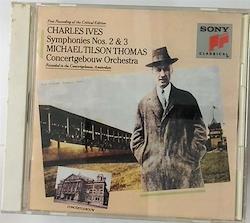 First Recording of the Critical Edition
CHARLES IVES
Symphonies Nos. 2 & 3
MICHAEL TILSON THOMAS
Concertgebouw Orchestra
Recorded in the Concertgebouw, Amsterdam
SONY
CLASSICAL
CONCERTGEBOUW